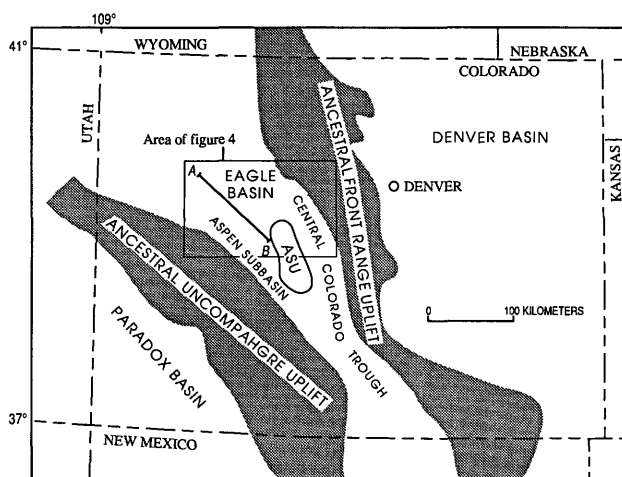 109°
41°
WYOMING
NEBRASKA
COLORADO
UTAH
Area of figure 4
ANCESTRAL FRONT RANGE UPLIFT
DENVER BASIN
KANSAS
A
EAGLE
BASIN
DENVER
CENTRAL COLORADO TROUGH
ASPEN SUBBASIN
B
ASU
ANCESTRAL UNCOMPAHGRE UPLIFT
0 100 KILOMETERS
PARADOX BASIN
37°
NEW MEXICO